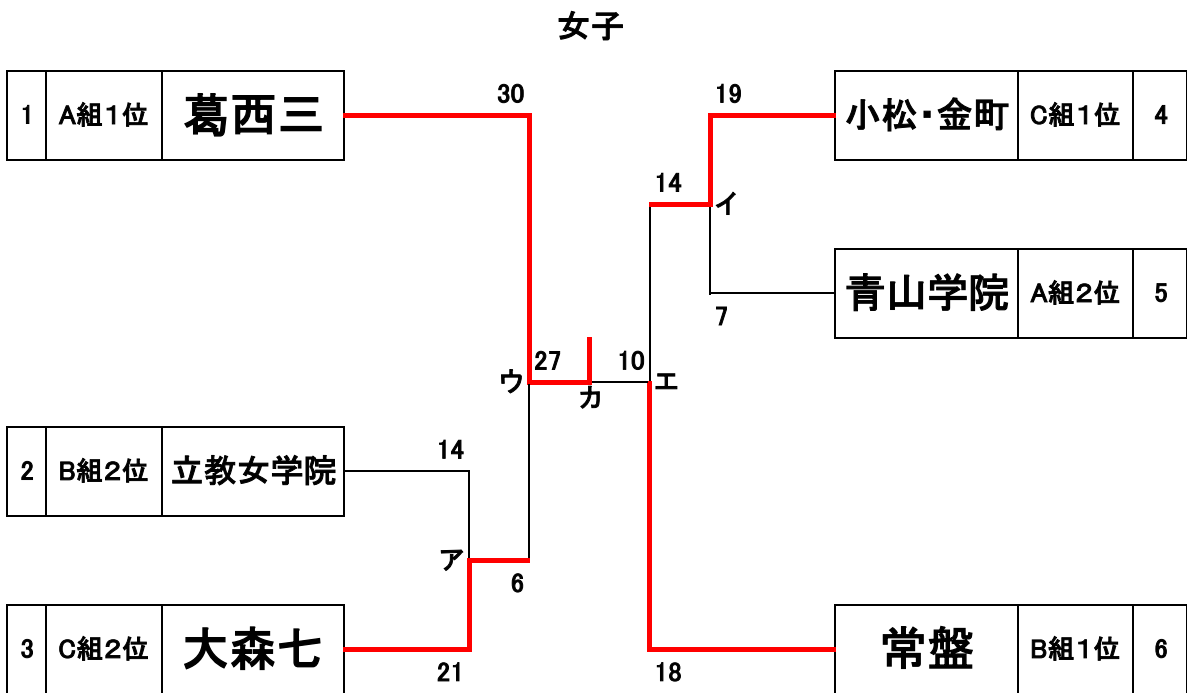 女子
30
19
1 A組1位 葛西三
小松・金町 C組1位 4
14
イ
青山学院 A組2位 5
7
ウ 27 10 エ
カ
14
2 B組2位 立教女学院
ア
6
3 C組2位 大森七
常盤 B組1位 6
21
18